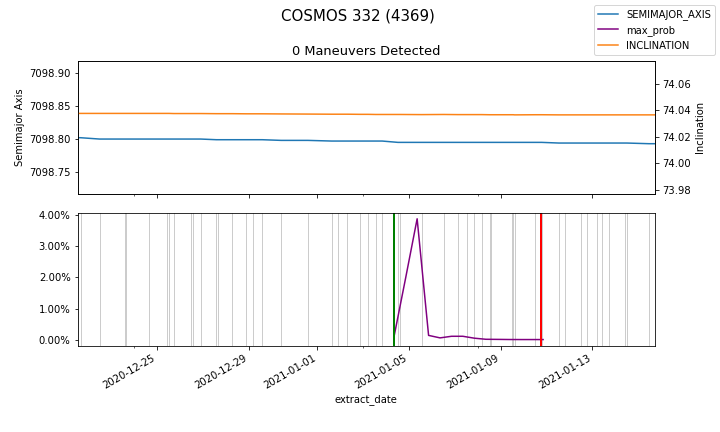 COSMOS 332 (4369)
SEMIMAJOR_AXIS
max_prob
INCLINATION
0 Maneuvers Detected
7098.90
7098.85
7098.80
7098.75
Semimajor Axis
74.06
74.04
74.02
74.00
73.98
Inclination
4.00%
3.00%
2.00%
1.00%
0.00%
2020-12-25
2020-12-29
2021-01-01
2021-01-05
2021-01-09
2021-01-13
extract_date